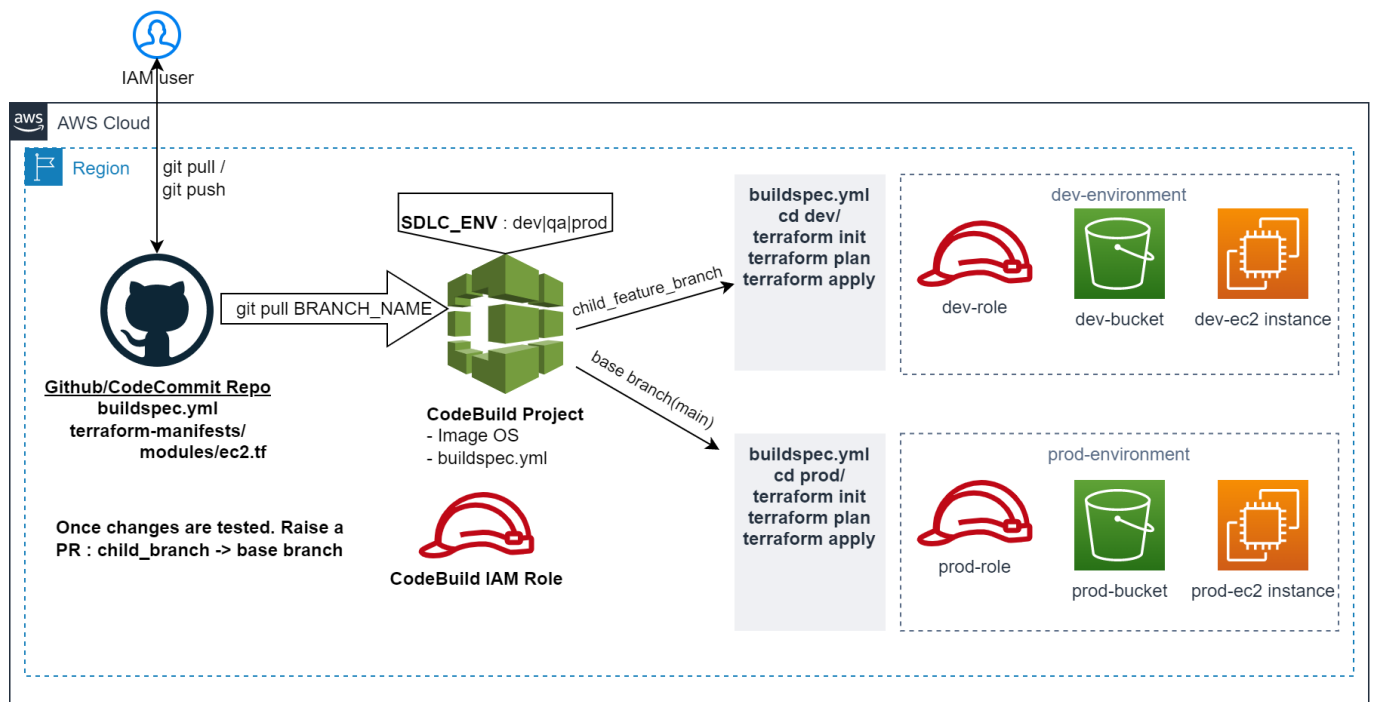 IAM user
aws
AWS Cloud
Region
git pull /
git push
SDLC_ENV : dev|qa|prod
git pull BRANCH_NAME
Github/CodeCommit Repo
buildspec.yml
terraform-manifests/
modules/ec2.tf
CodeBuild Project
- Image OS
- buildspec.yml
Once changes are tested. Raise a
PR : child_branch -> base branch
CodeBuild IAM Role
child_feature_branch
base branch(main)
buildspec.yml
cd dev/
terraform init
terraform plan
terraform apply
dev-environment
dev-role
dev-bucket
dev-ec2 instance
buildspec.yml
cd prod/
terraform init
terraform plan
terraform apply
prod-environment
prod-role
prod-bucket
prod-ec2 instance